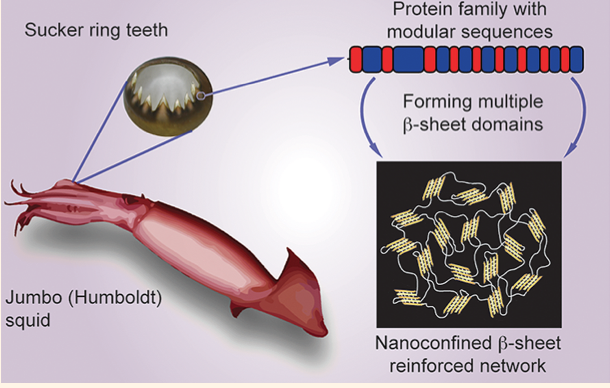 Sucker ring teeth
Protein family with
modular sequences
Forming multiple
β-sheet domains
Jumbo (Humboldt)
squid
Nanoconfined β-sheet
reinforced network